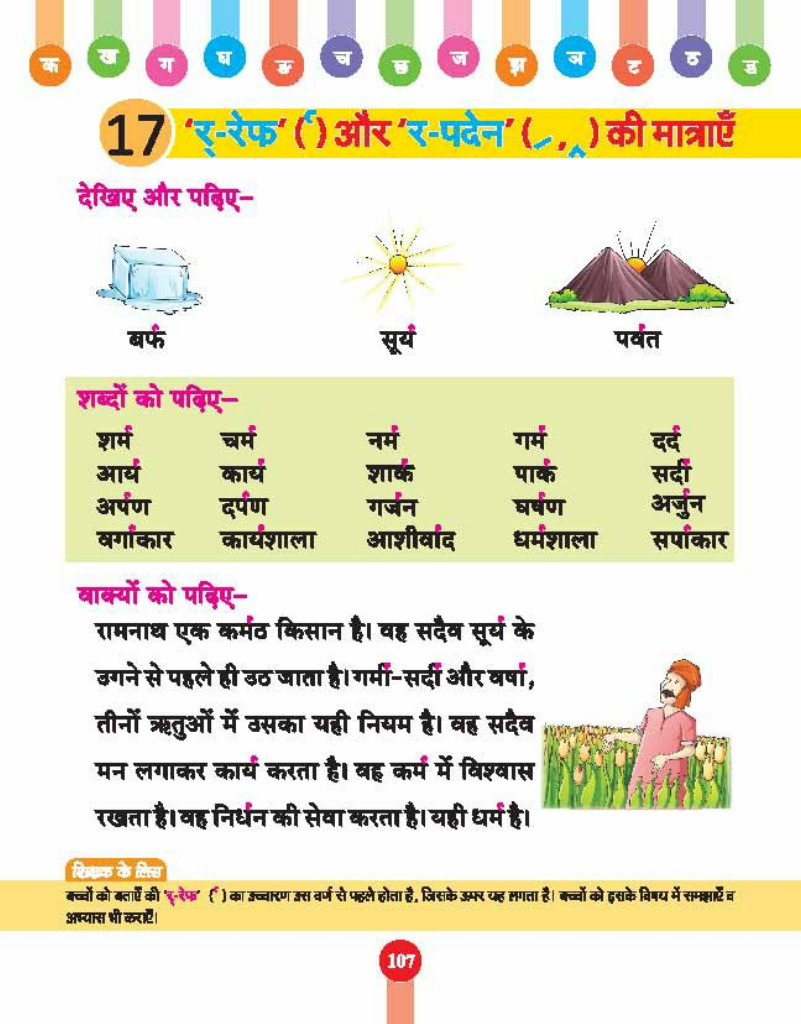 क ख ग घ ङ च छ ज झ ञ ट ठ ड
17 ‘र्-रेफ’ ( र्) और ‘र-पदेन’ ( ्र , ्र ) की मात्राएँ
देखिए और पढ़िए–
बर्फ सूर्य पर्वत
शब्दों को पढ़िए–
शर्म चर्म नर्म गर्म दर्द
आर्य कार्य शार्क पार्क सर्दी
अर्पण दर्पण गर्जन घर्षण अर्जुन
वर्गाकार कार्यशाला आशीर्वाद धर्मशाला सर्पाकार
वाक्यों को पढ़िए–
रामनाथ एक कर्मठ किसान है। वह सदैव सूर्य के
उगने से पहले ही उठ जाता है। गर्मी-सर्दी और वर्षा,
तीनों ऋतुओं में उसका यही नियम है। वह सदैव
मन लगाकर कार्य करता है। वह कर्म में विश्वास
रखता है। वह निर्धन की सेवा करता है। यही धर्म है।
शिक्षक के लिए
बच्चों को बताएँ की ‘र्-रेफ’ ( र्) का उच्चारण उस वर्ण से पहले होता है, जिसके ऊपर यह लगता है। बच्चों को इसके विषय में समझाएँ व
अभ्यास भी कराएँ।
107